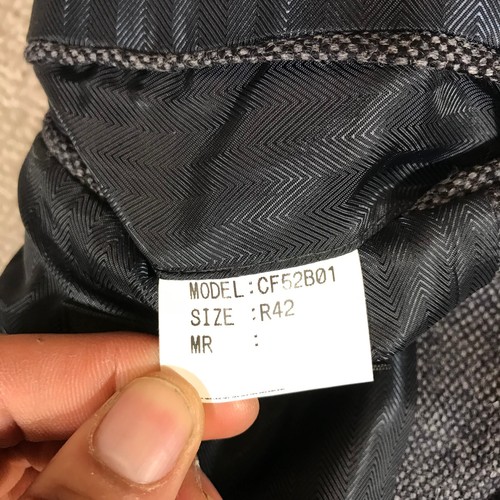 MODEL:CF52B01
SIZE :R42
MR :